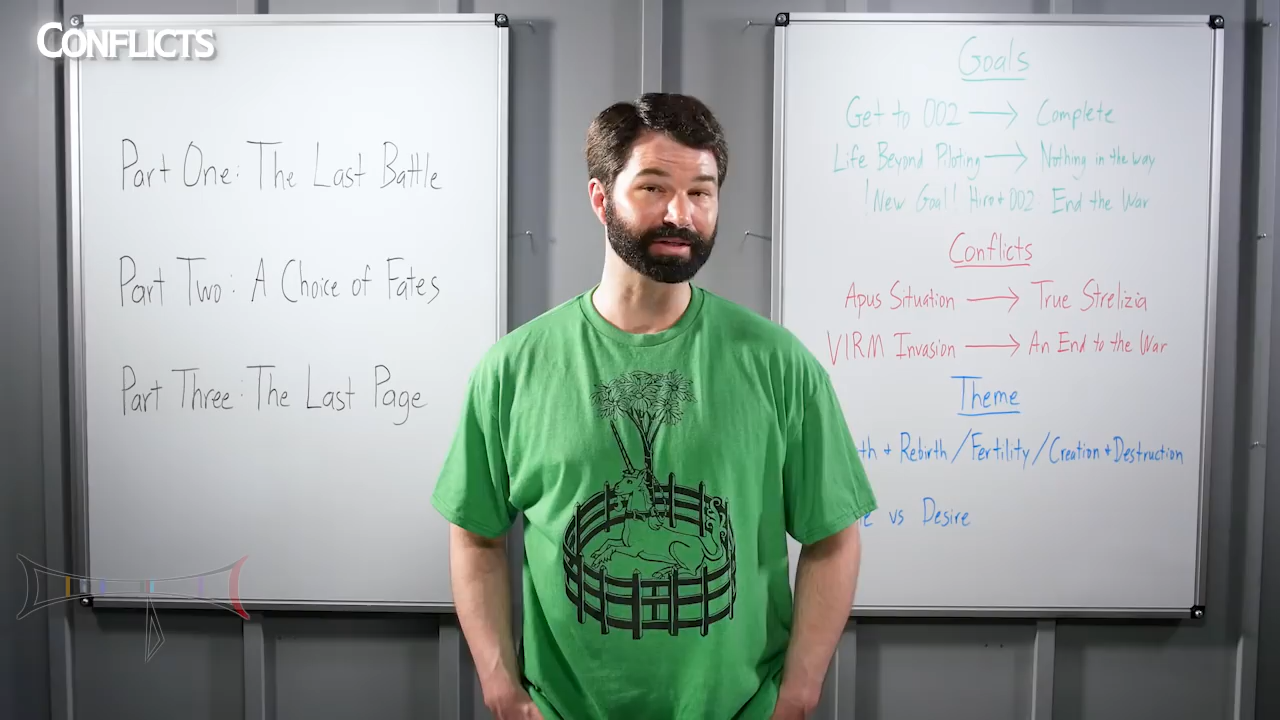 CONFLICTS
Part One: The Last Battle
Part Two: A Choice of Fates
Part Three: The Last Page
Goals
Get to 002 → Complete
Life Beyond Piloting → Nothing in the way
!New Goal! Hiro + 002: End the War
Conflicts
Apus Situation → True Strelizia
VIRM Invasion → An End to the War
Theme
th + Rebirth / Fertility / Creation + Destruction
vs Desire